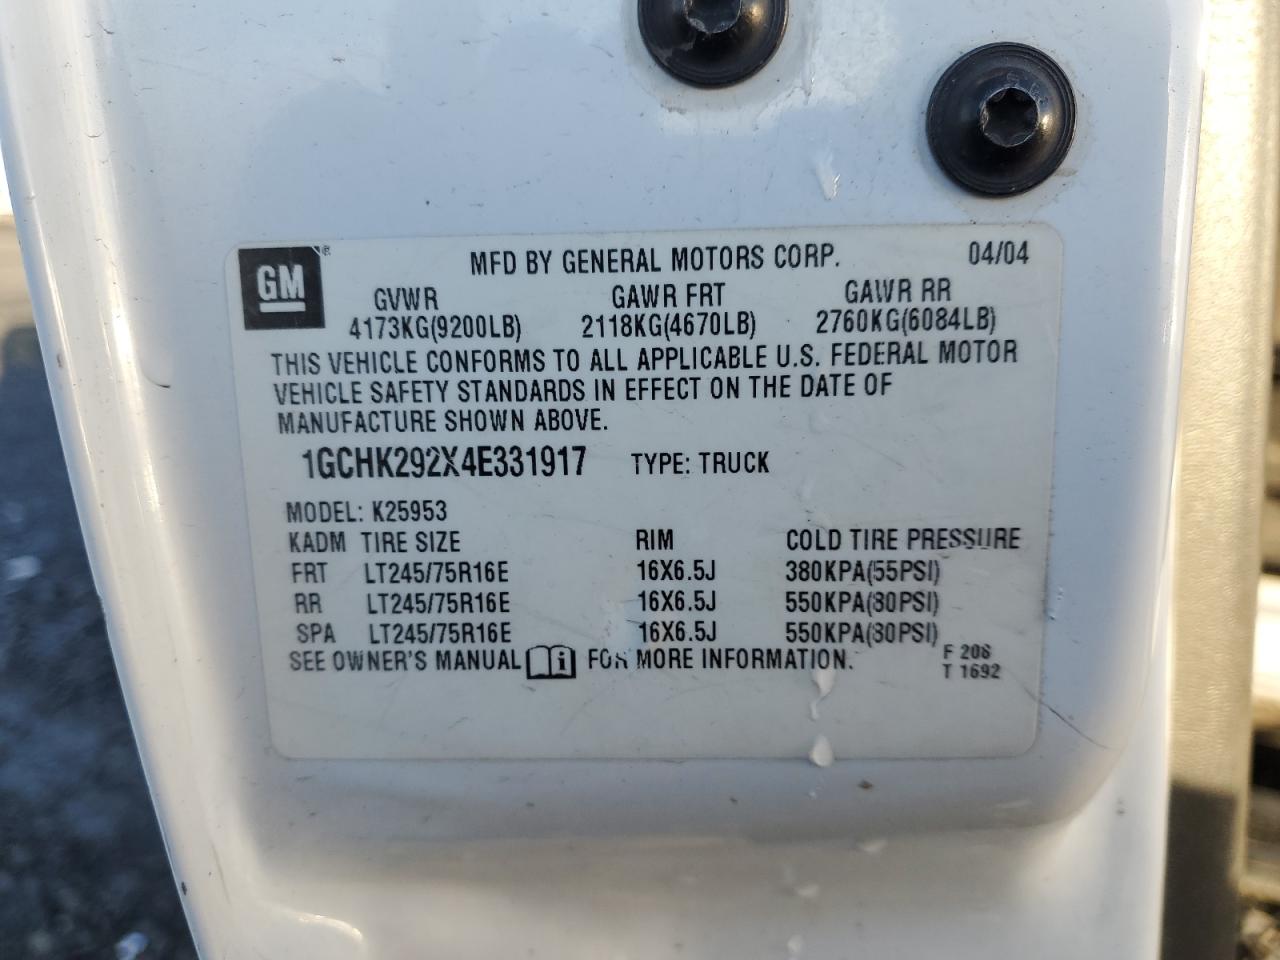 GM ®
MFD BY GENERAL MOTORS CORP. 04/04
GVWR GAWR FRT GAWR RR
4173KG(9200LB) 2118KG(4670LB) 2760KG(6084LB)
THIS VEHICLE CONFORMS TO ALL APPLICABLE U.S. FEDERAL MOTOR
VEHICLE SAFETY STANDARDS IN EFFECT ON THE DATE OF
MANUFACTURE SHOWN ABOVE.
1GCHK292X4E331917 TYPE: TRUCK
MODEL: K25953
KADM TIRE SIZE RIM COLD TIRE PRESSURE
FRT LT245/75R16E 16X6.5J 380KPA(55PSI)
RR LT245/75R16E 16X6.5J 550KPA(80PSI)
SPA LT245/75R16E 16X6.5J 550KPA(80PSI)
SEE OWNER'S MANUAL FOR MORE INFORMATION.
F 208
T 1692